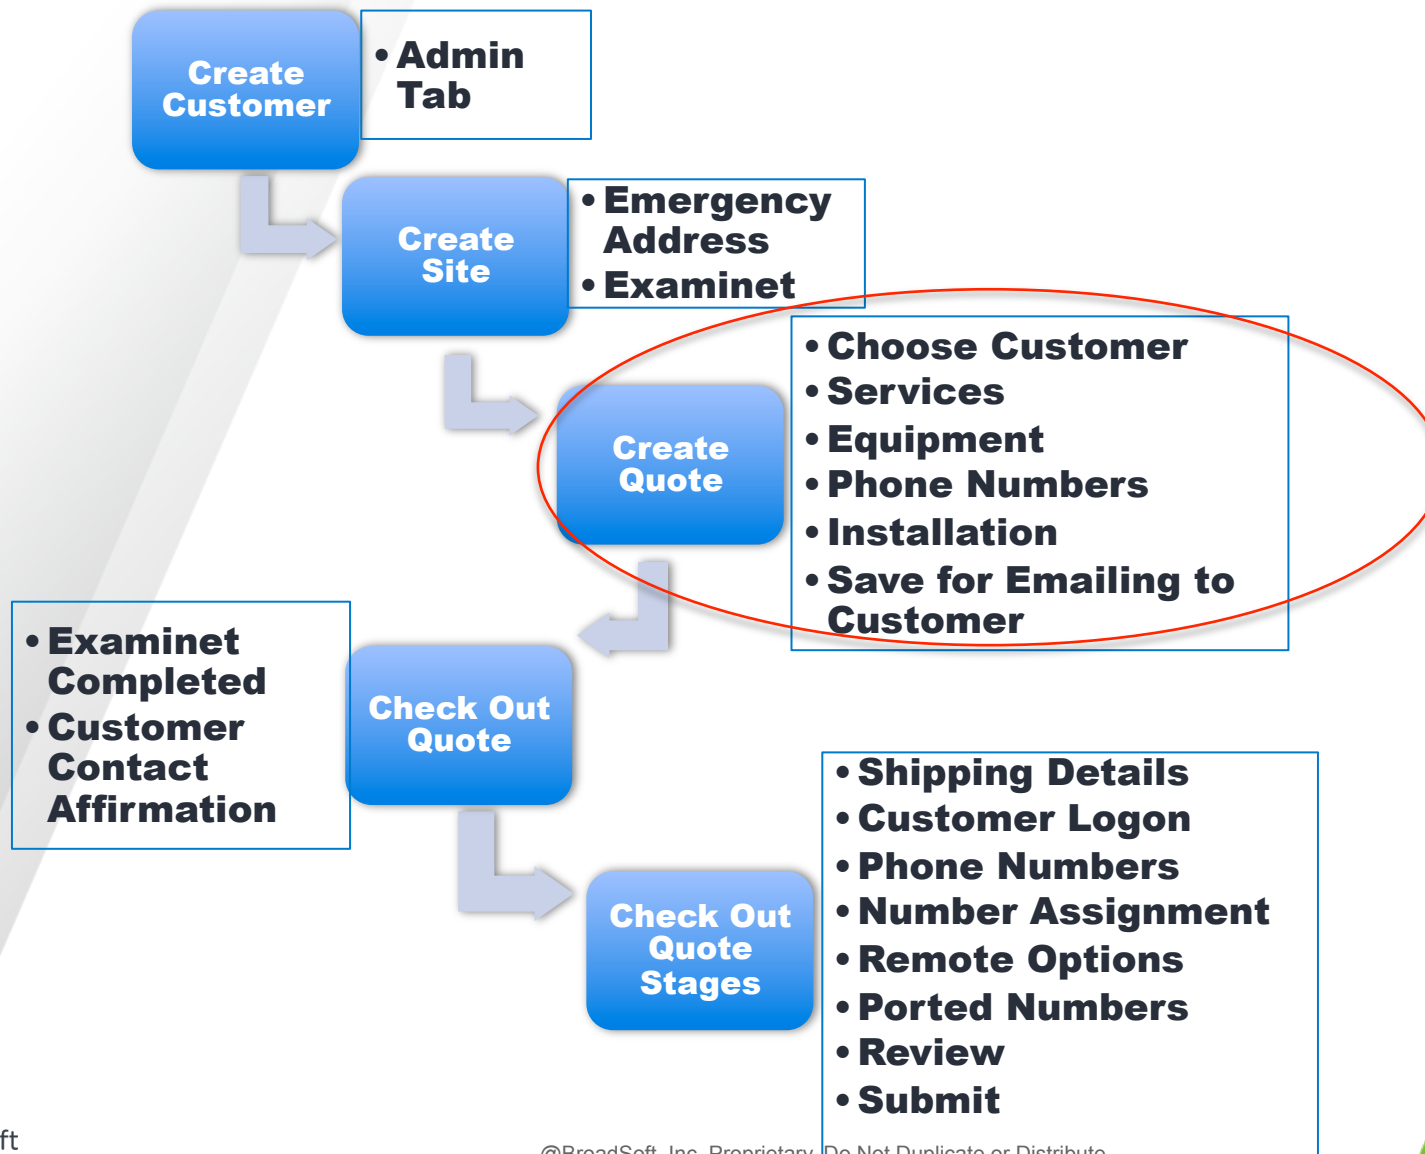 Create
Customer
• Admin
Tab
Create
Site
• Emergency
Address
• Examinet
Create
Quote
• Choose Customer
• Services
• Equipment
• Phone Numbers
• Installation
• Save for Emailing to
Customer
• Examinet
Completed
• Customer
Contact
Affirmation
Check Out
Quote
Check Out
Quote
Stages
• Shipping Details
• Customer Logon
• Phone Numbers
• Number Assignment
• Remote Options
• Ported Numbers
• Review
• Submit
ft
@BroadSoft, Inc. Proprietary. Do Not Duplicate or Distribute